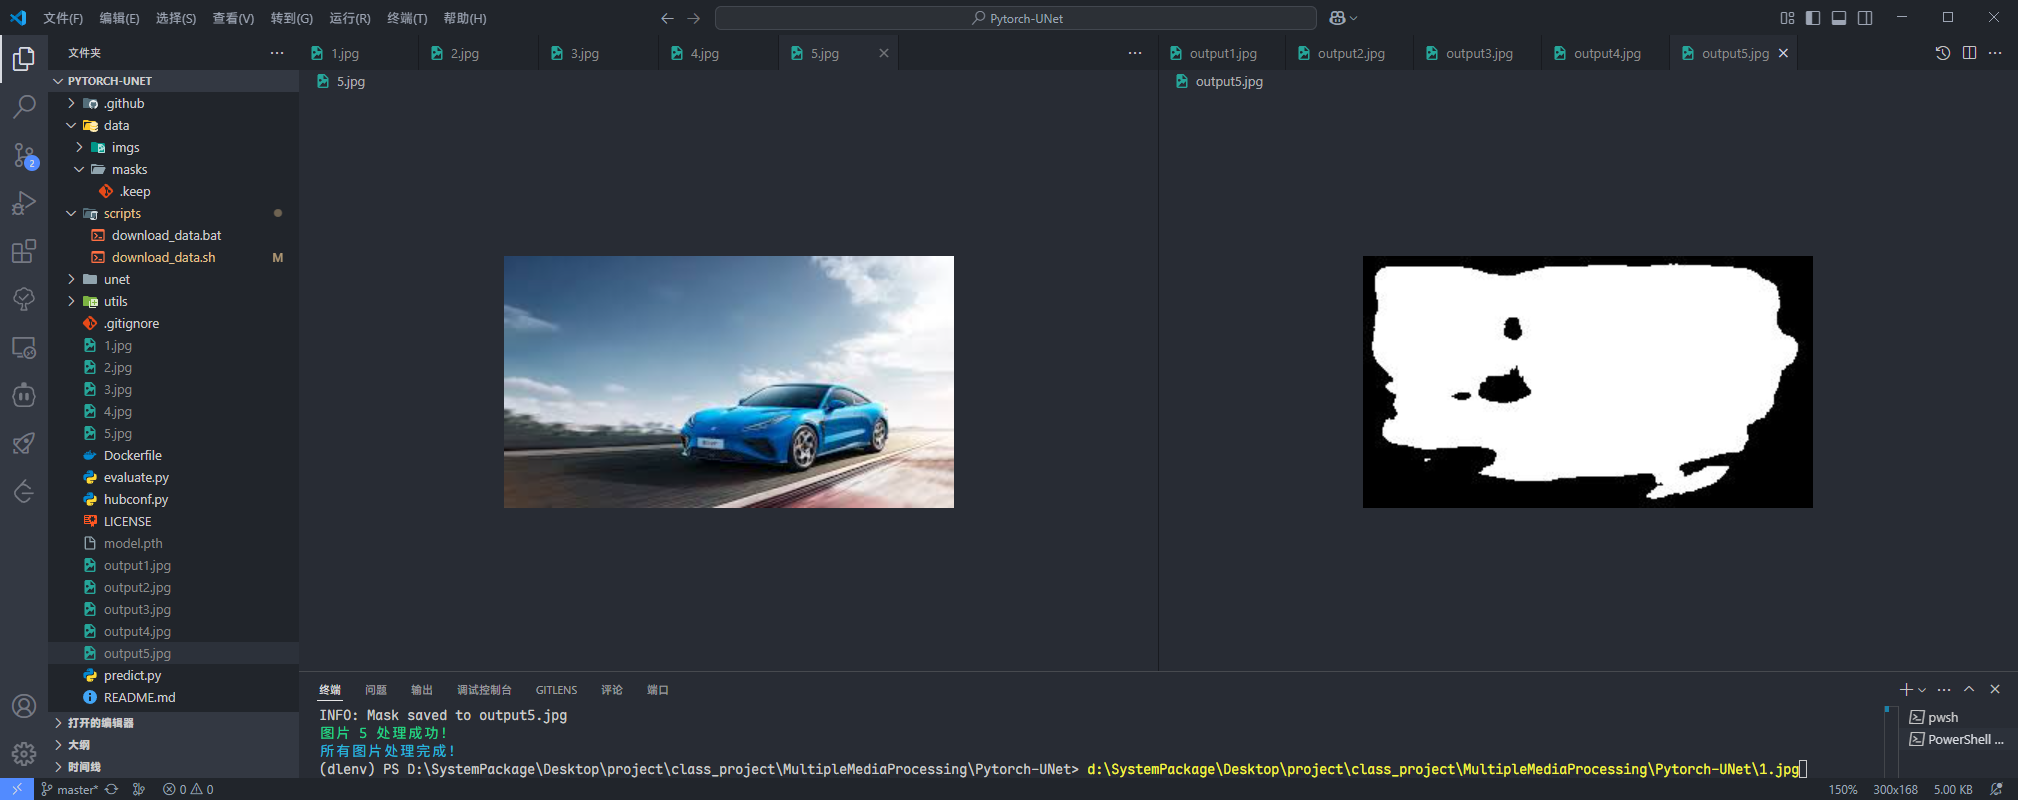 文件(F) 编辑(E) 选择(S) 查看(V) 转到(G) 运行(R) 终端(T) 帮助(H) Pytorch-UNet
文件夹
PYTORCH-UNET
.github
data
imgs
masks
.keep
scripts
download_data.bat
download_data.sh M
unet
utils
.gitignore
1.jpg
2.jpg
3.jpg
4.jpg
5.jpg
Dockerfile
evaluate.py
hubconf.py
LICENSE
model.pth
output1.jpg
output2.jpg
output3.jpg
output4.jpg
output5.jpg
predict.py
README.md
打开的编辑器
大纲
时间线
2
1.jpg 2.jpg 3.jpg 4.jpg 5.jpg
5.jpg
output1.jpg output2.jpg output3.jpg output4.jpg output5.jpg
output5.jpg
终端 问题 输出 调试控制台 GITLENS 评论 端口
INFO: Mask saved to output5.jpg
图片 5 处理成功！
所有图片处理完成！
(dlenv) PS D:\SystemPackage\Desktop\project\class_project\MultipleMediaProcessing\Pytorch-UNet> d:\SystemPackage\Desktop\project\class_project\MultipleMediaProcessing\Pytorch-UNet\1.jpg
pwsh
PowerShell ...
master* 0 0 150% 300x168 5.00 KB